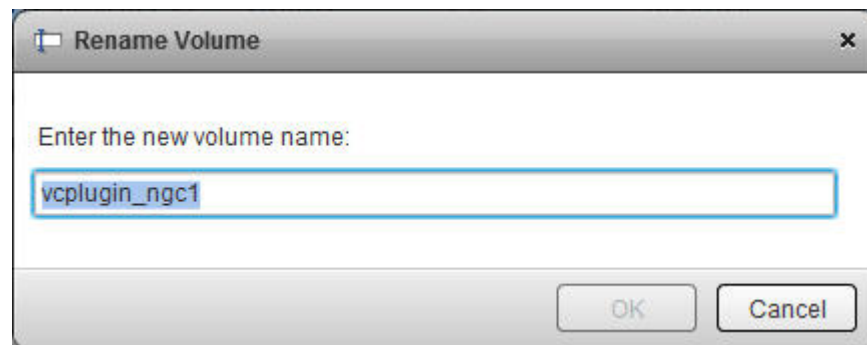 Rename Volume
Enter the new volume name:
vcplugin_ngc1
OK Cancel